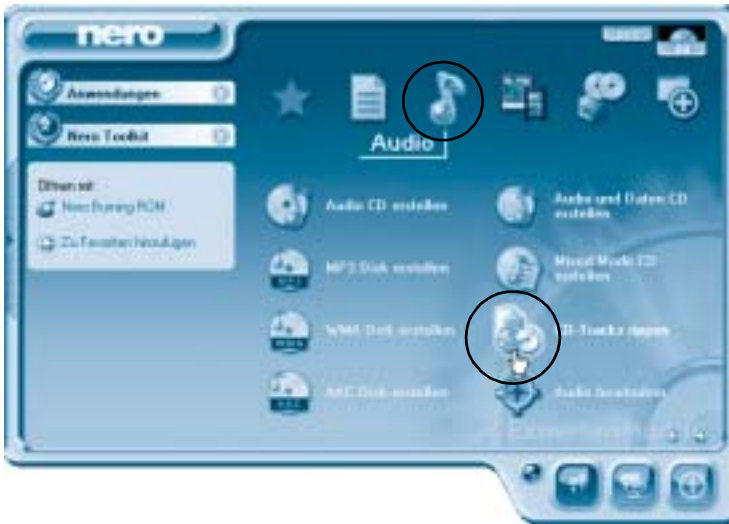 nero
Anwendungen
Nero Toolkit
Öffnen mit:
Nero Burning ROM
Zu Favoriten hinzufügen
Audio
Audio CD erstellen
Audio und Daten CD
erstellen
MP3 Disk erstellen
Mixed Mode CD
erstellen
WMA Disk erstellen
CD-Tracks rippen
AAC Disk erstellen
Audio bearbeiten